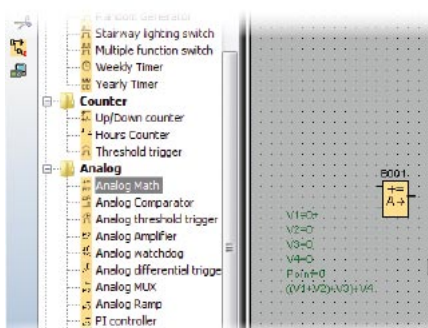 Random Generator
Stairway lighting switch
Multiple function switch
Weekly Timer
Yearly Timer
Counter
Up/Down counter
Hours Counter
Threshold trigger
Analog
Analog Math
Analog Comparator
Analog threshold trigger
Analog Amplifier
Analog watchdog
Analog differential trigge
Analog MUX
Analog Ramp
PI controller
B001
+=
A→
V1=0+
V2=0
V3=0
V4=0
Point=0
((V1+V2)+V3)+V4